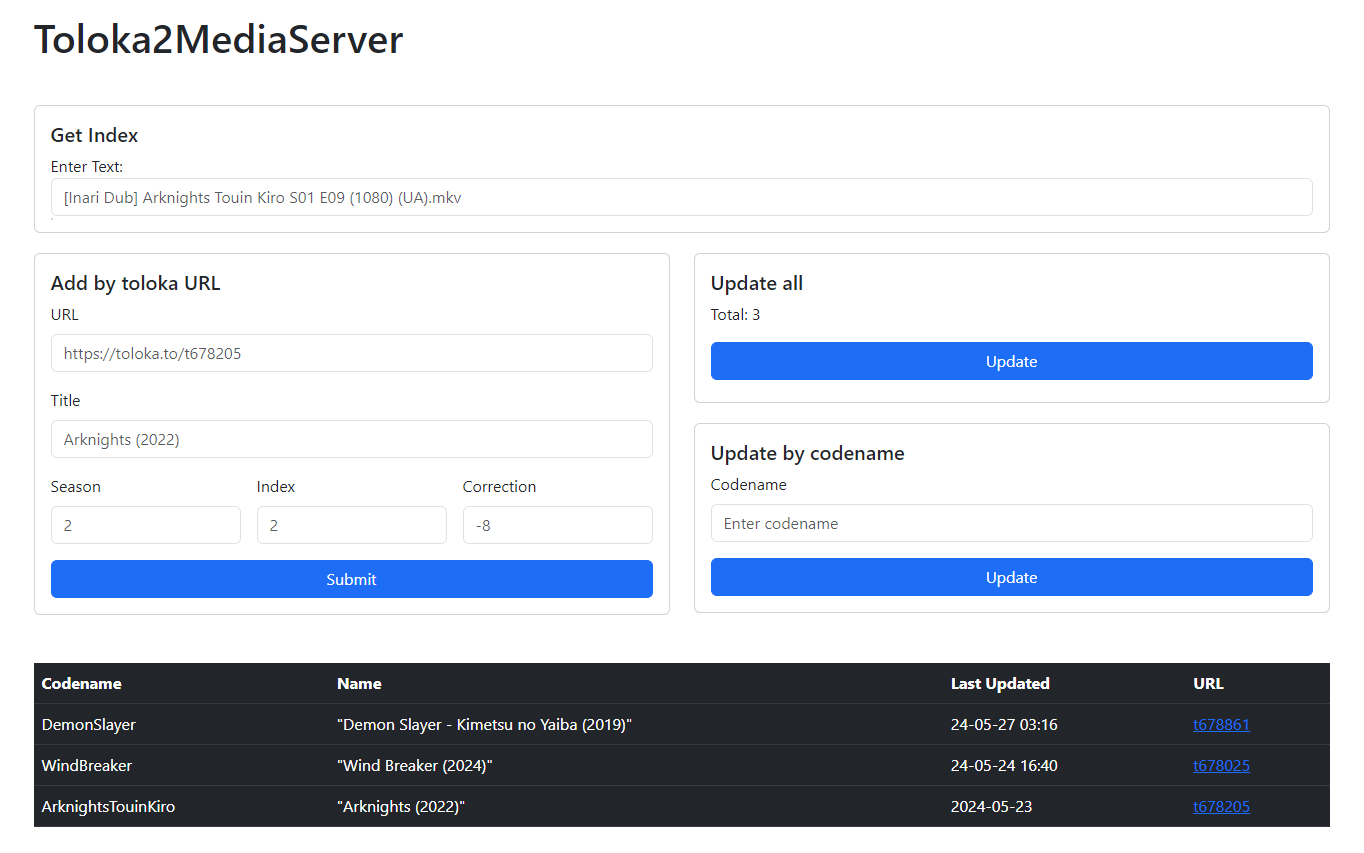 Toloka2MediaServer
Get Index
Enter Text:
[Inari Dub] Arknights Touin Kiro S01 E09 (1080) (UA).mkv
Add by toloka URL
URL
https://toloka.to/t678205
Title
Arknights (2022)
Season Index Correction
2 2 -8
Submit
Update all
Total: 3
Update
Update by codename
Codename
Enter codename
Update
Codename Name Last Updated URL
DemonSlayer "Demon Slayer - Kimetsu no Yaiba (2019)" 24-05-27 03:16 t678861
WindBreaker "Wind Breaker (2024)" 24-05-24 16:40 t678025
ArknightsTouinKiro "Arknights (2022)" 2024-05-23 t678205